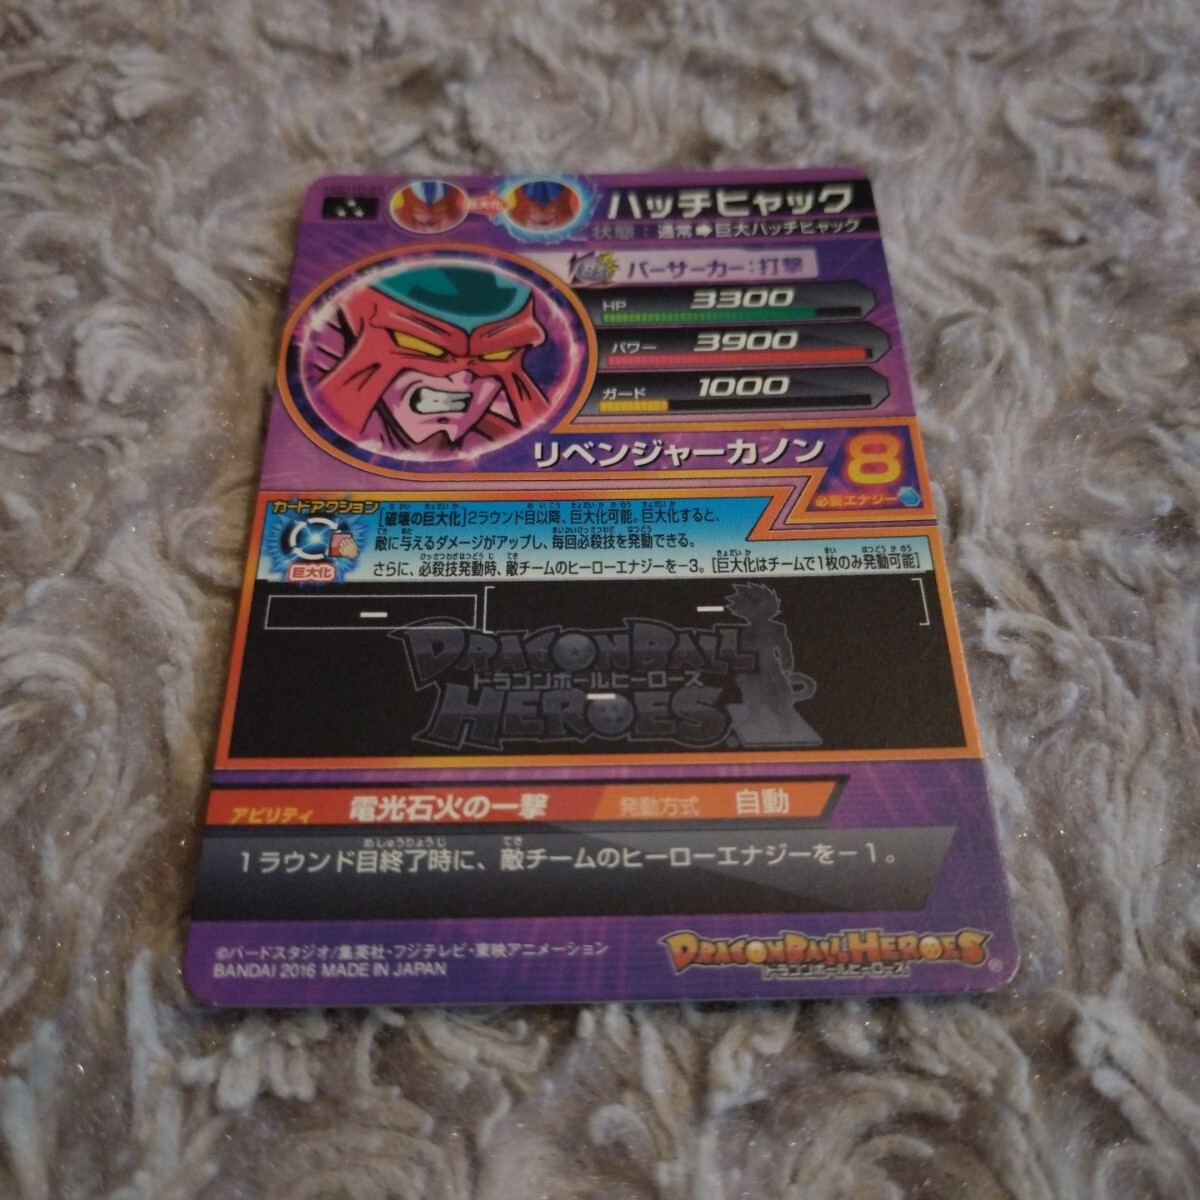 巨大化
ハッチヒャック
状態：通常➡巨大ハッチヒャック
バーサーカー：打撃
HP 3300
パワー 3900
ガード 1000
リベンジャーカノン 8
必要エナジー
カードアクション
巨大化
[破壊の巨大化]2ラウンド目以降、巨大化可能。巨大化すると、
敵に与えるダメージがアップし、毎回必殺技を発動できる。
さらに、必殺技発動時、敵チームのヒーローエナジーを−3。[巨大化はチームで1枚のみ発動可能]
ー ー
DRAGONBALL
ドラゴンボールヒーローズ
ー
HEROES
アビリティ 電光石火の一撃 発動方式 自動
1ラウンド目終了時に、敵チームのヒーローエナジーを−1。
©バードスタジオ/集英社・フジテレビ・東映アニメーション
BANDAI 2016 MADE IN JAPAN
DRAGONBALL HEROES
ドラゴンボールヒーローズ